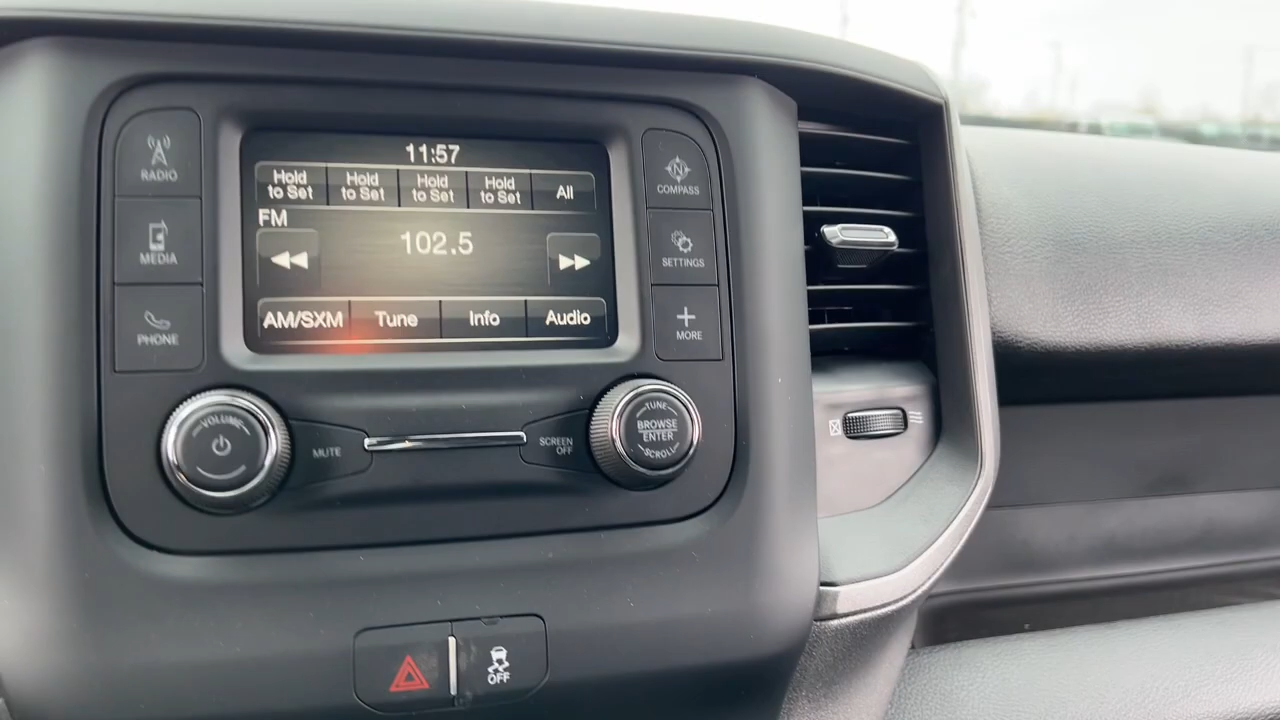 11:57
Hold to Set
Hold to Set
Hold to Set
Hold to Set
All
FM
102.5
AM/SXM
Tune
Info
Audio
RADIO
MEDIA
PHONE
N
COMPASS
SETTINGS
MORE
VOLUME
MUTE
SCREEN
OFF
TUNE
BROWSE
ENTER
SCROLL
OFF